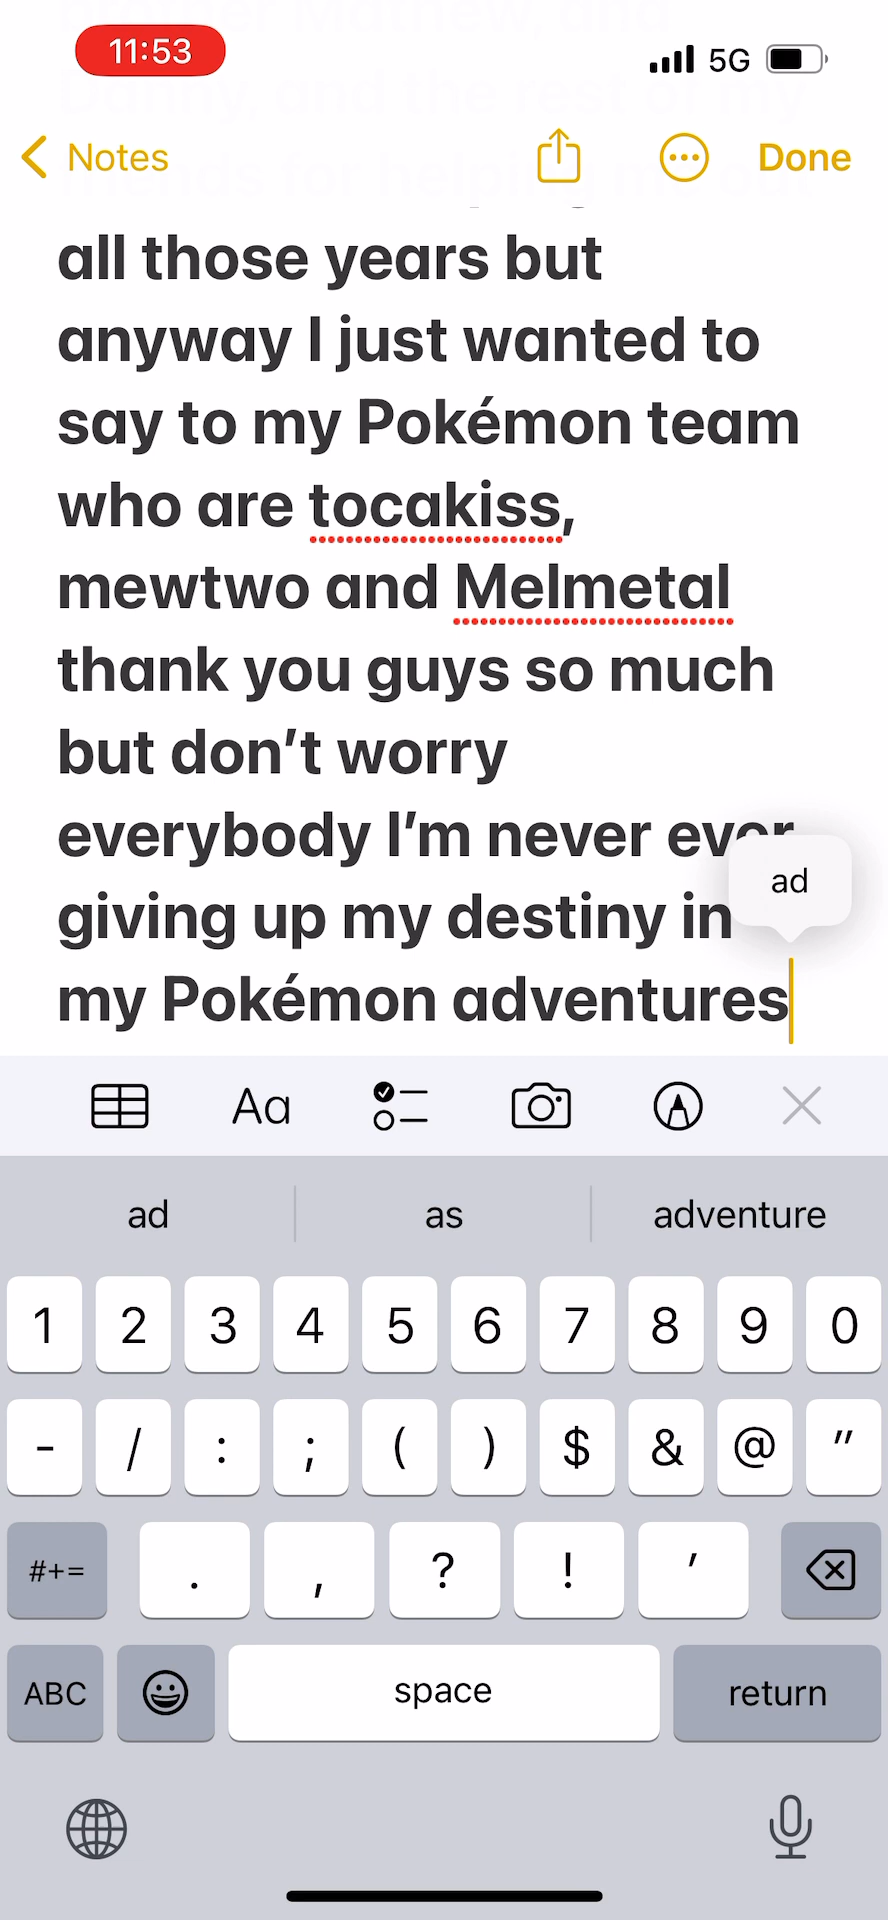 11:53
5G
Notes
Done
all those years but
anyway I just wanted to
say to my Pokémon team
who are tocakiss,
mewtwo and Melmetal
thank you guys so much
but don’t worry
everybody I’m never ever
giving up my destiny in
my Pokémon adventures
ad
Aa
ad as adventure
1 2 3 4 5 6 7 8 9 0
- / : ; ( ) $ & @ "
#+= . , ? ! ’
ABC space return